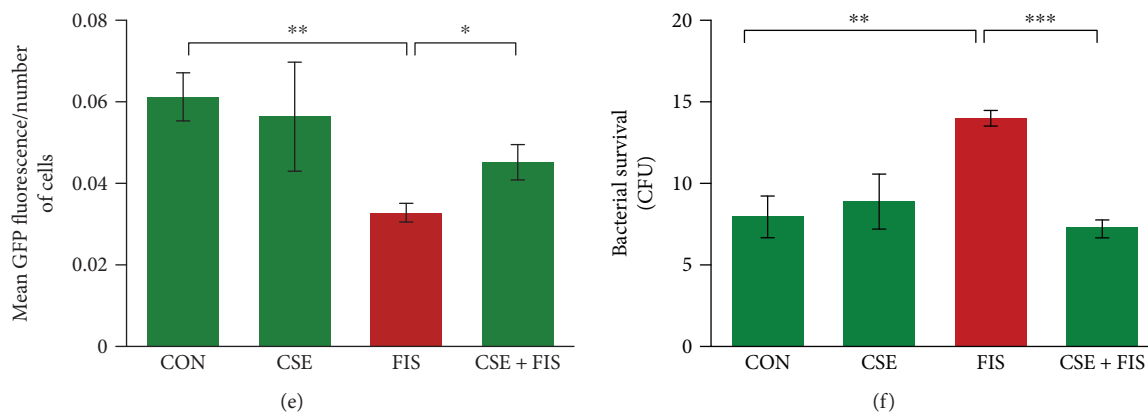 Mean GFP fluorescence/number
of cells
0.08
0.06
0.04
0.02
0
**
*
CON
CSE
FIS
CSE + FIS
(e)
Bacterial survival
(CFU)
20
15
10
5
0
**
***
CON
CSE
FIS
CSE + FIS
(f)